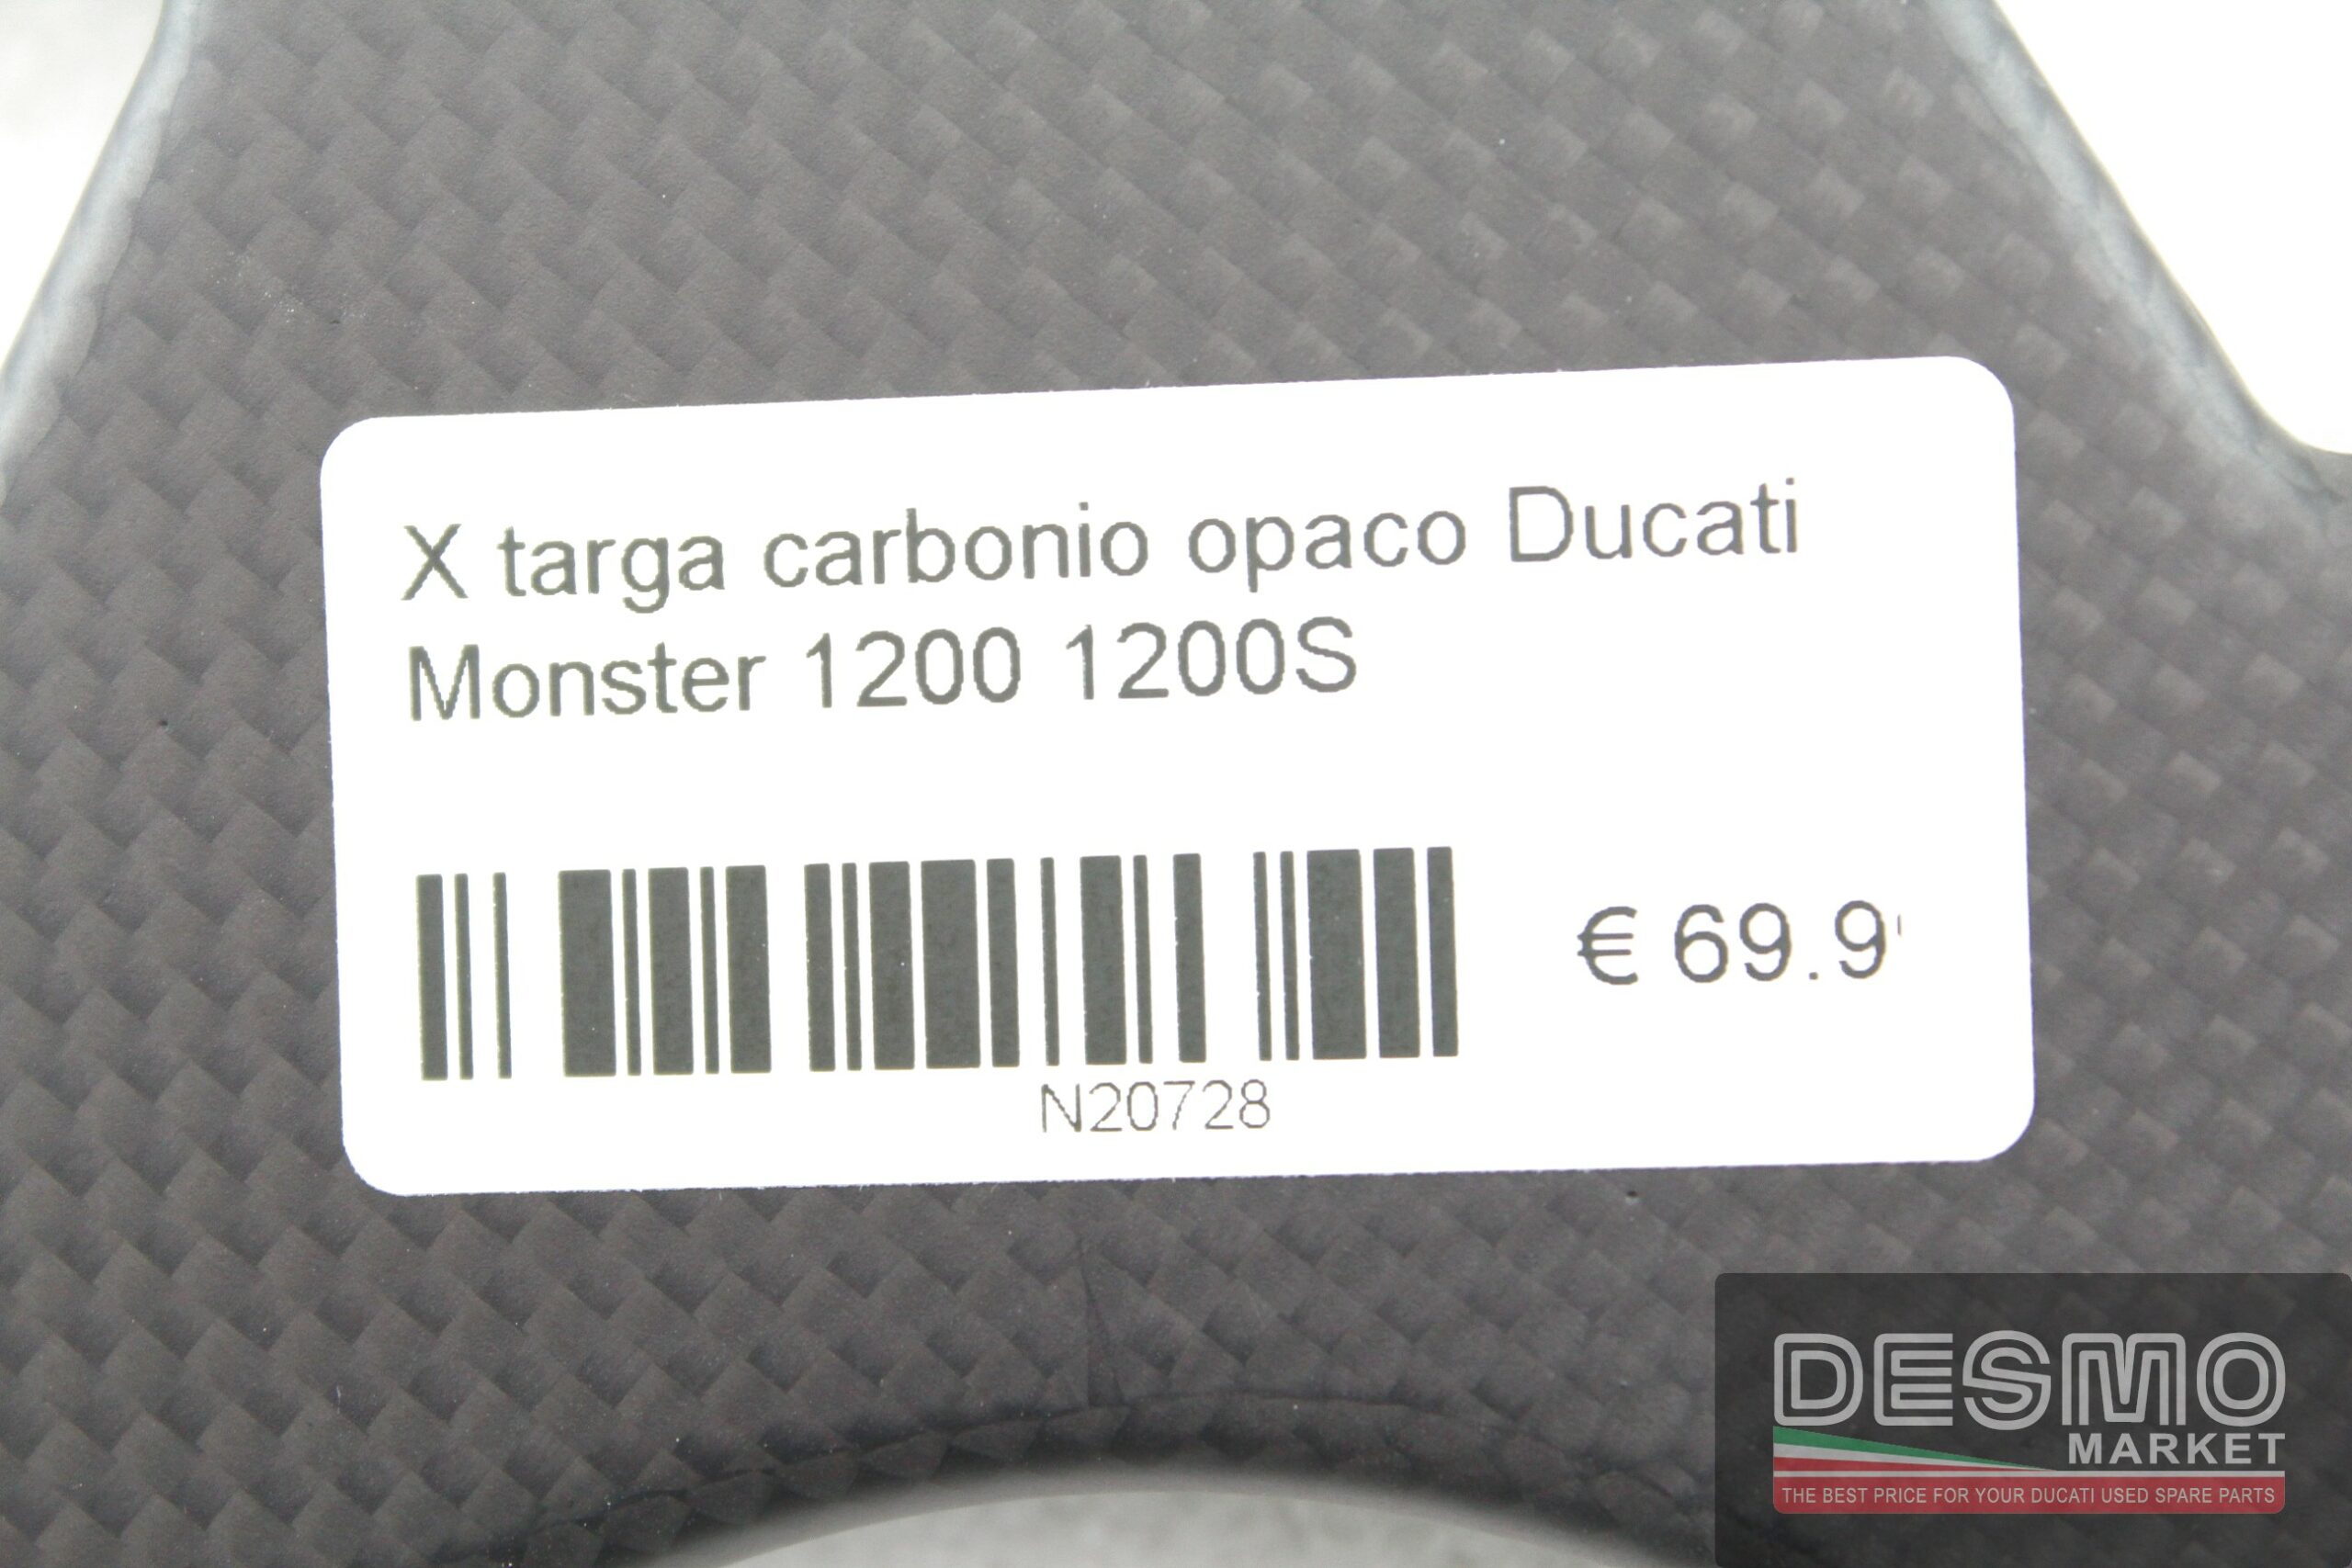 X targa carbonio opaco Ducati
Monster 1200 1200S
€ 69.9
N20728
DESMO
MARKET
THE BEST PRICE FOR YOUR DUCATI USED SPARE PARTS